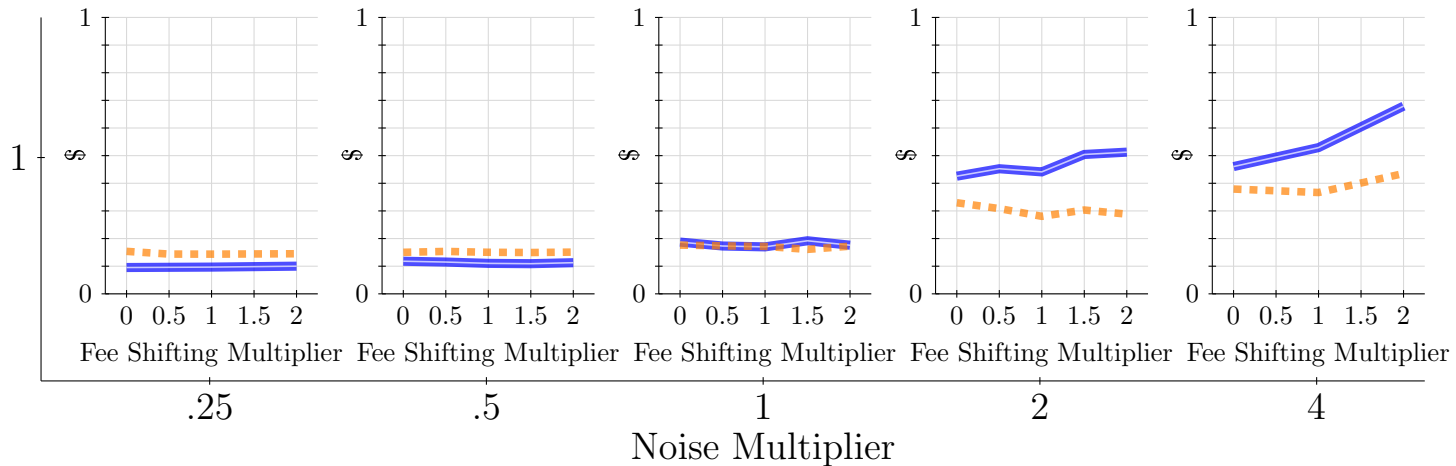 1 1 1 1 1
1 $ $ $ $ $
0 0 0 0 0
0 0.5 1 1.5 2 0 0.5 1 1.5 2 0 0.5 1 1.5 2 0 0.5 1 1.5 2 0 0.5 1 1.5 2
Fee Shifting Multiplier Fee Shifting Multiplier Fee Shifting Multiplier Fee Shifting Multiplier Fee Shifting Multiplier
.25 .5 1 2 4
Noise Multiplier